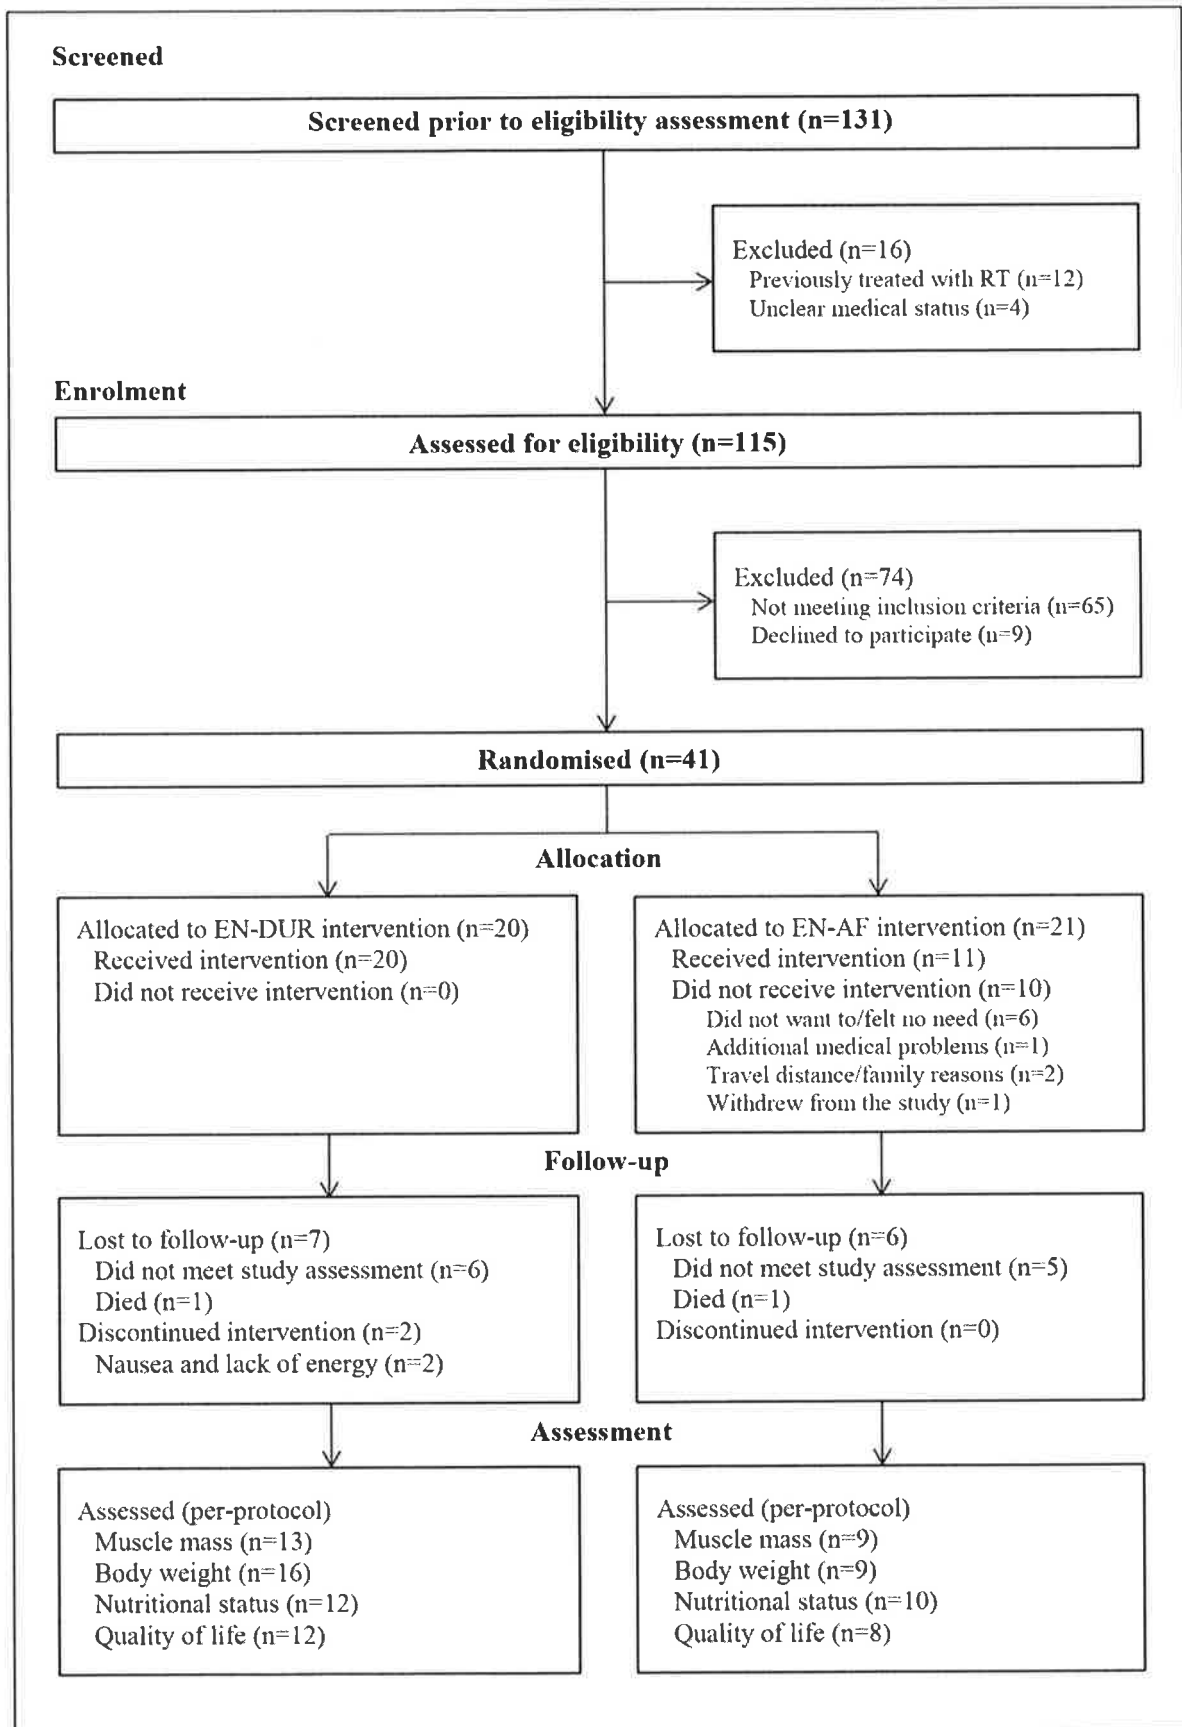 Screened
Screened prior to eligibility assessment (n=131)
Excluded (n=16)
Previously treated with RT (n=12)
Unclear medical status (n=4)
Enrolment
Assessed for eligibility (n=115)
Excluded (n=74)
Not meeting inclusion criteria (n=65)
Declined to participate (n=9)
Randomised (n=41)
Allocation
Allocated to EN-DUR intervention (n=20)
Received intervention (n=20)
Did not receive intervention (n=0)
Allocated to EN-AF intervention (n=21)
Received intervention (n=11)
Did not receive intervention (n=10)
Did not want to/felt no need (n=6)
Additional medical problems (n=1)
Travel distance/family reasons (n=2)
Withdrew from the study (n=1)
Follow-up
Lost to follow-up (n=7)
Did not meet study assessment (n=6)
Died (n=1)
Discontinued intervention (n=2)
Nausea and lack of energy (n=2)
Lost to follow-up (n=6)
Did not meet study assessment (n=5)
Died (n=1)
Discontinued intervention (n=0)
Assessment
Assessed (per-protocol)
Muscle mass (n=13)
Body weight (n=16)
Nutritional status (n=12)
Quality of life (n=12)
Assessed (per-protocol)
Muscle mass (n=9)
Body weight (n=9)
Nutritional status (n=10)
Quality of life (n=8)